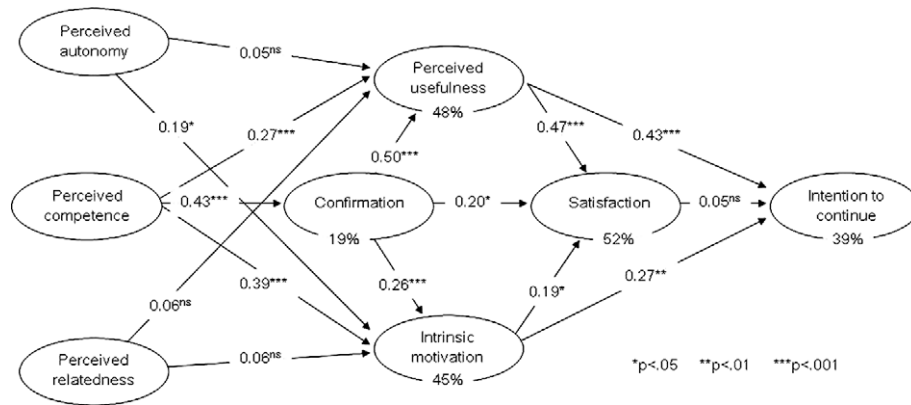 Perceived
autonomy
0.05ns
Perceived
usefulness
48%
0.19*
0.27***
0.47***
0.43***
0.50***
Perceived
competence
0.43***
Confirmation
19%
0.20*
Satisfaction
52%
0.05ns
Intention to
continue
39%
0.39***
0.26***
0.19*
0.27**
0.06ns
Perceived
relatedness
0.06ns
Intrinsic
motivation
45%
*p<.05 **p<.01 ***p<.001